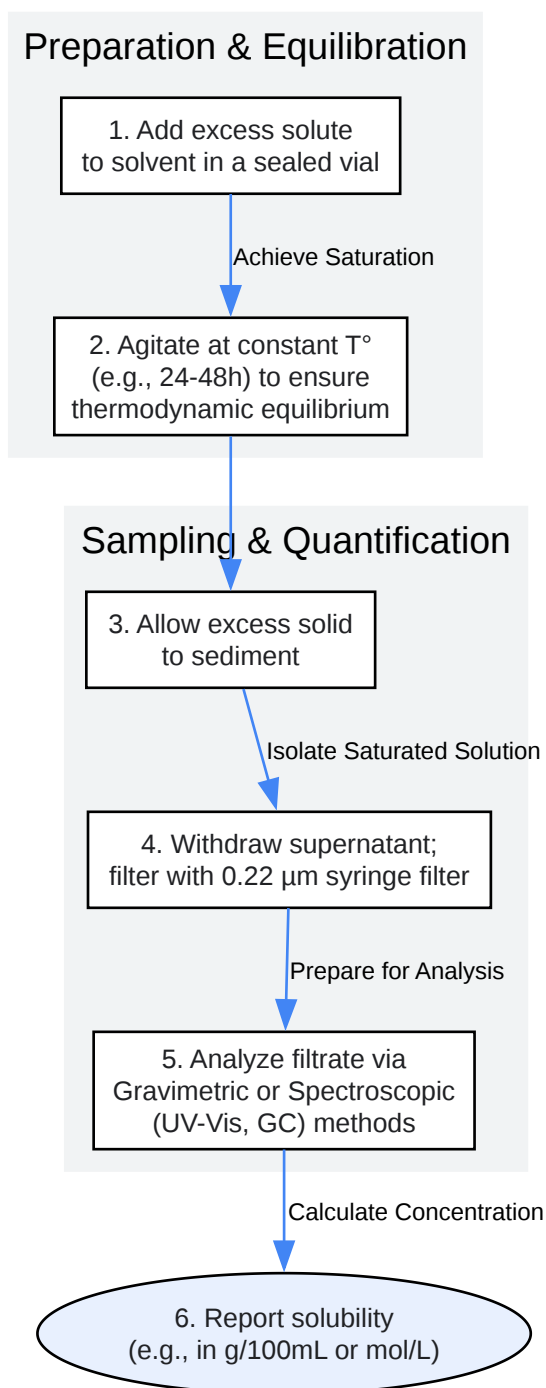 Preparation & Equilibration
1. Add excess solute
to solvent in a sealed vial
Achieve Saturation
2. Agitate at constant T°
(e.g., 24-48h) to ensure
thermodynamic equilibrium
Sampling & Quantification
3. Allow excess solid
to sediment
Isolate Saturated Solution
4. Withdraw supernatant;
filter with 0.22 µm syringe filter
Prepare for Analysis
5. Analyze filtrate via
Gravimetric or Spectroscopic
(UV-Vis, GC) methods
Calculate Concentration
6. Report solubility
(e.g., in g/100mL or mol/L)